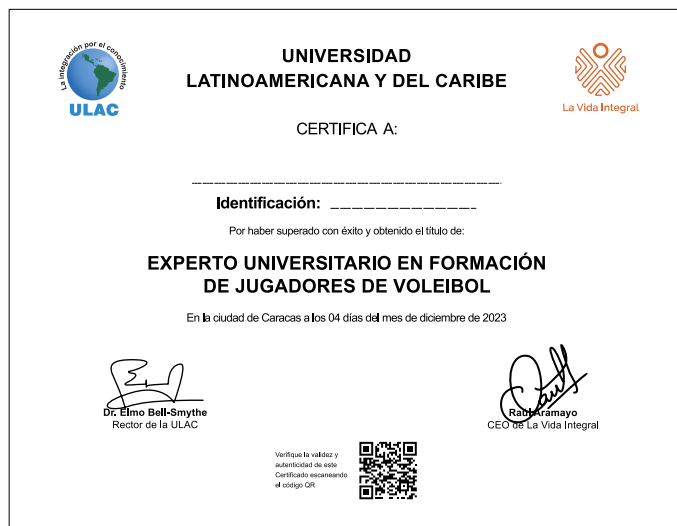 La integración por el conocimiento
ULAC
UNIVERSIDAD
LATINOAMERICANA Y DEL CARIBE
La Vida Integral
CERTIFICA A:
Identificación:
Por haber superado con éxito y obtenido el título de:
EXPERTO UNIVERSITARIO EN FORMACIÓN
DE JUGADORES DE VOLEIBOL
En la ciudad de Caracas a los 04 días del mes de diciembre de 2023
Dr. Elmo Bell-Smythe
Rector de la ULAC
Raúl Aramayo
CEO de La Vida Integral
Verifique la validez y
autenticidad de este
Certificado escaneando
el código QR